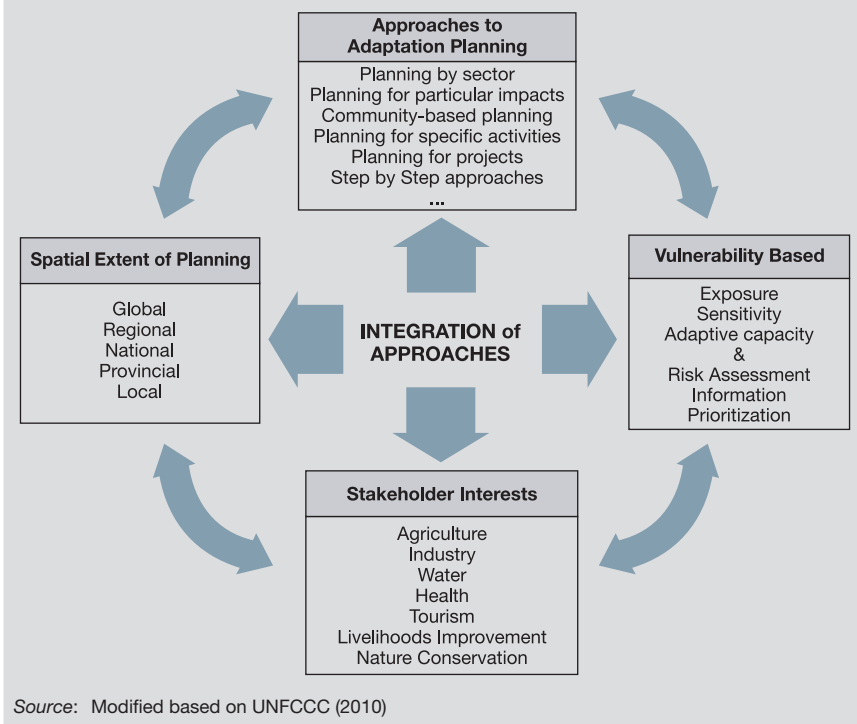 Approaches to
Adaptation Planning
Planning by sector
Planning for particular impacts
Community-based planning
Planning for specific activities
Planning for projects
Step by Step approaches
...
Spatial Extent of Planning
Global
Regional
National
Provincial
Local
INTEGRATION of
APPROACHES
Vulnerability Based
Exposure
Sensitivity
Adaptive capacity
&
Risk Assessment
Information
Prioritization
Stakeholder Interests
Agriculture
Industry
Water
Health
Tourism
Livelihoods Improvement
Nature Conservation
Source: Modified based on UNFCCC (2010)